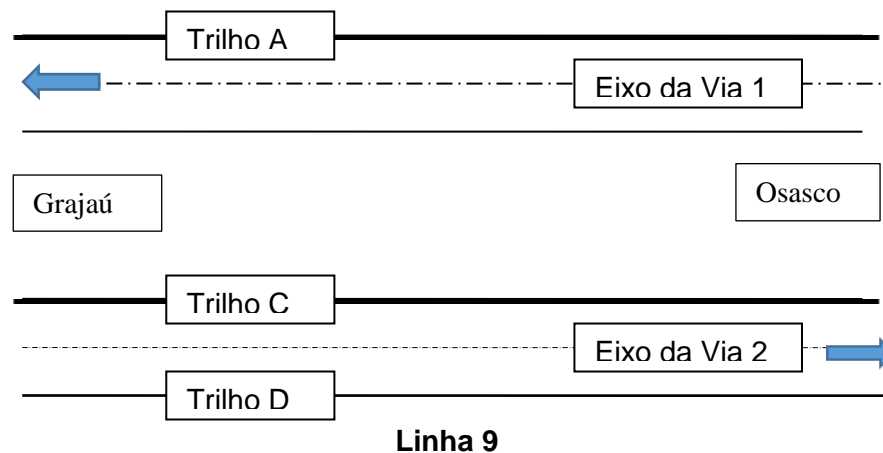 Trilho A
Eixo da Via 1
Grajaú
Osasco
Trilho C
Eixo da Via 2
Trilho D
Linha 9